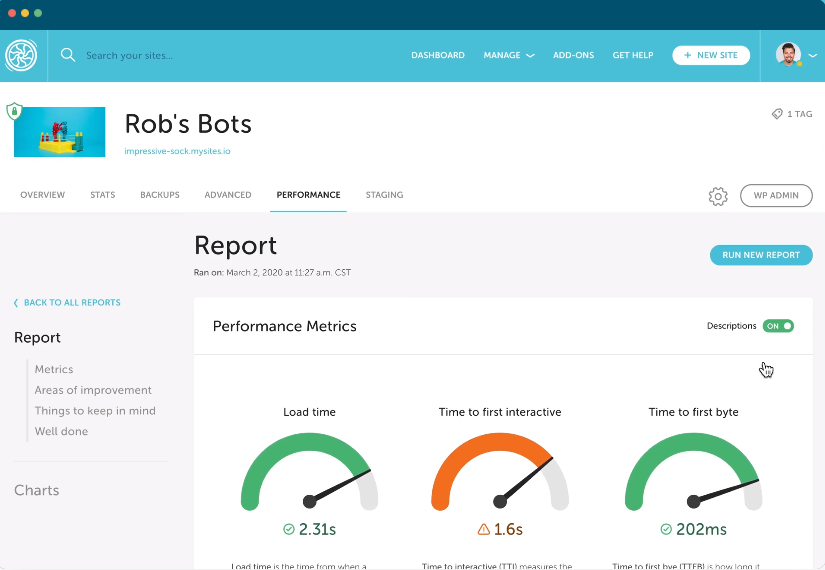 Search your sites...
DASHBOARD
MANAGE
ADD-ONS
GET HELP
+ NEW SITE
Rob's Bots
impressive-sock.mysites.io
1 TAG
OVERVIEW
STATS
BACKUPS
ADVANCED
PERFORMANCE
STAGING
WP ADMIN
Report
Ran on: March 2, 2020 at 11:27 a.m. CST
RUN NEW REPORT
BACK TO ALL REPORTS
Report
Metrics
Areas of improvement
Things to keep in mind
Well done
Charts
Performance Metrics
Descriptions
ON
Load time
Time to first interactive
Time to first byte
2.31s
1.6s
202ms
Load time is the time from when a
Time to interactive (TTI) measures the
Time to first bye (TTFB) is how long it